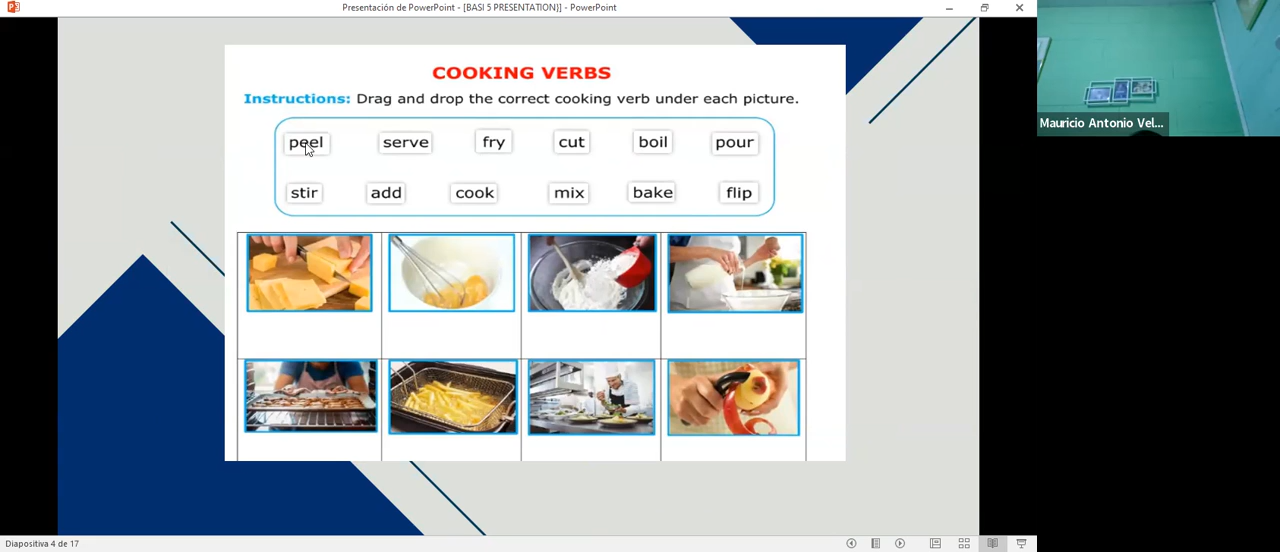 Presentación de PowerPoint - [BASI 5 PRESENTATION)] - PowerPoint
COOKING VERBS
Instructions: Drag and drop the correct cooking verb under each picture.
peel serve fry cut boil pour
stir add cook mix bake flip
Mauricio Antonio Vel...
Diapositiva 4 de 17